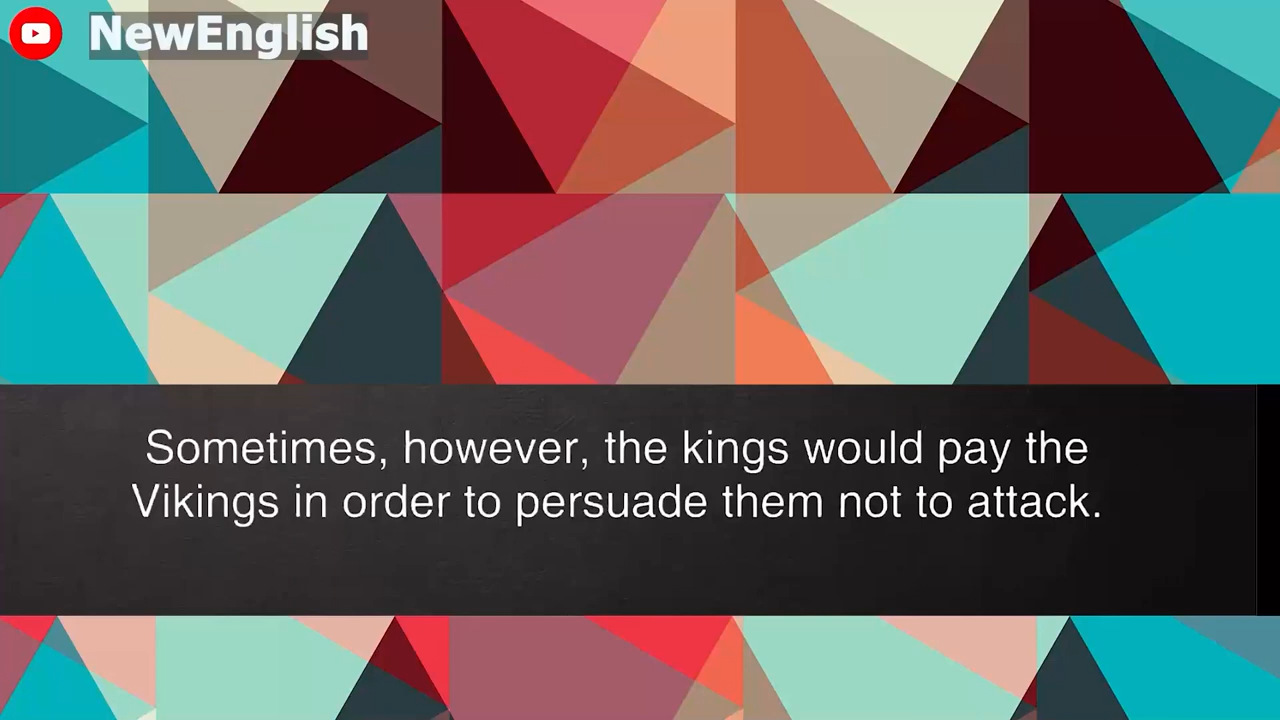 NewEnglish
Sometimes, however, the kings would pay the
Vikings in order to persuade them not to attack.